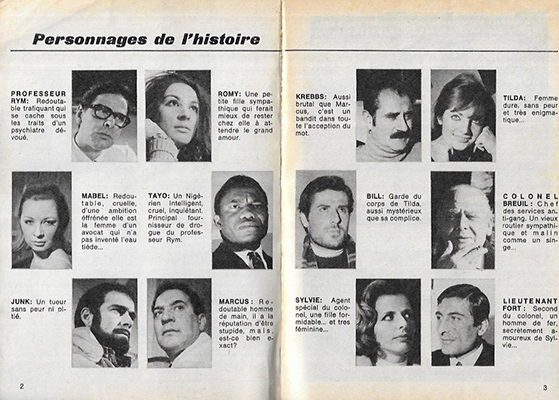 Personnages de l'histoire
PROFESSEUR
RYM: Redouta-
ble trafiquant qui
se cache sous
les traits d'un
psychiatre dé-
voué.
ROMY: Une pe-
tite fille sympa-
thique qui ferait
mieux de rester
chez elle à at-
tendre le grand
amour.
MABEL: Redou-
table, cruelle,
d'une ambition
effrénée elle est
la femme d'un
avocat qui n'a
pas inventé l'eau
tiède...
TAYO: Un Nigé-
rien intelligent,
cruel, inquiétant.
Principal four-
nisseur de dro-
gue du profes-
seur Rym.
JUNK: Un tueur
sans peur ni ni-
tié.
MARCUS: Re-
doutable homme
de main, il a la
réputation d'être
stupide, mais,
est-ce bien e-
xact?
2
KREBBS: Aussi
brutal que Mar-
cus, c'est un
bandit dans tou-
te l'acception du
mot.
TILDA: Femme
dure, sans peur
et très enigma-
tique...
BILL: Garde du
corps de Tilda,
aussi mystérieux
que sa complice.
COLONEL
BREUIL: Chef
des services an-
ti-gang. Un vieux
routier sympathi-
que et malin
comme un sin-
ge...
SYLVIE: Agent
spécial du colo-
nel, une fille for-
midable... et tres
féminine...
LIEUTENANT
FORT: Second
du colonel, un
homme de fer,
secrètement a-
moureux de Syl-
vie...
3